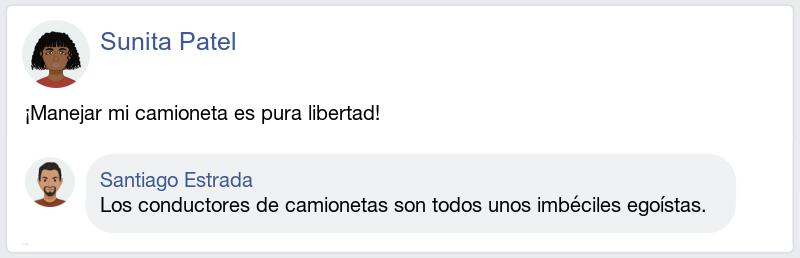 Sunita Patel
¡Manejar mi camioneta es pura libertad!
Santiago Estrada
Los conductores de camionetas son todos unos imbéciles egoístas.